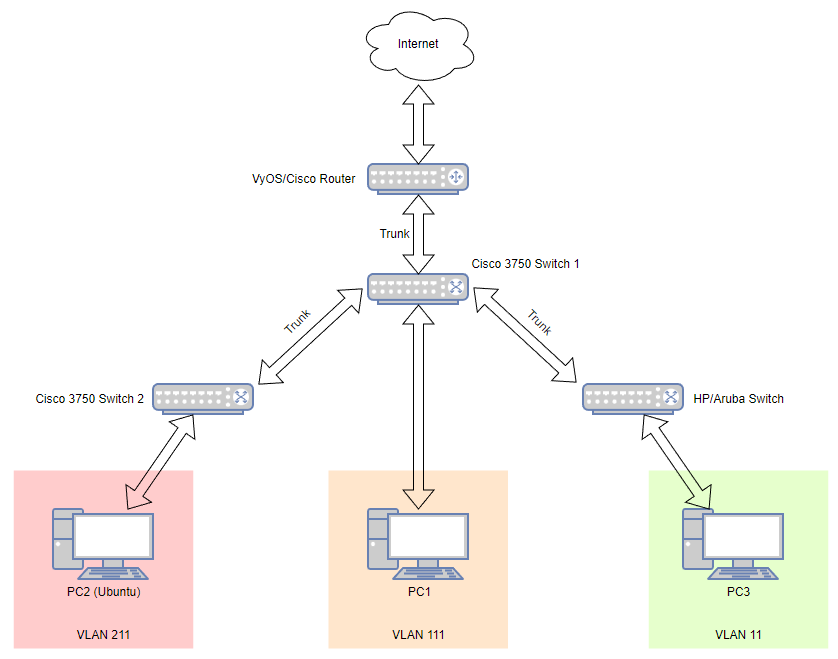 Internet
VyOS/Cisco Router
Trunk
Cisco 3750 Switch 1
Trunk
Trunk
Cisco 3750 Switch 2
HP/Aruba Switch
PC2 (Ubuntu)
PC1
PC3
VLAN 211
VLAN 111
VLAN 11